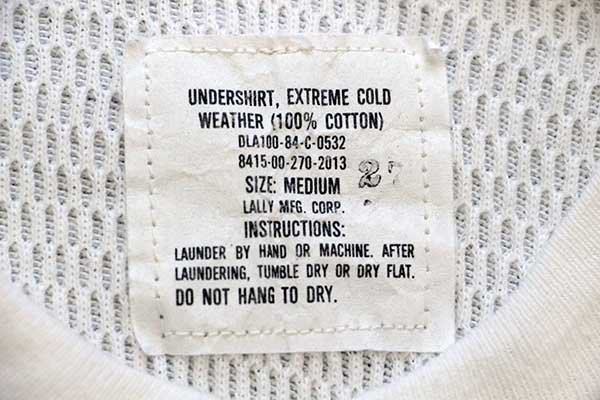 UNDERSHIRT, EXTREME COLD
WEATHER (100% COTTON)
DLA100-84-C-0532
8415-00-270-2013
SIZE: MEDIUM
LALLY MFG. CORP.
INSTRUCTIONS:
LAUNDER BY HAND OR MACHINE. AFTER
LAUNDERING, TUMBLE DRY OR DRY FLAT.
DO NOT HANG TO DRY.